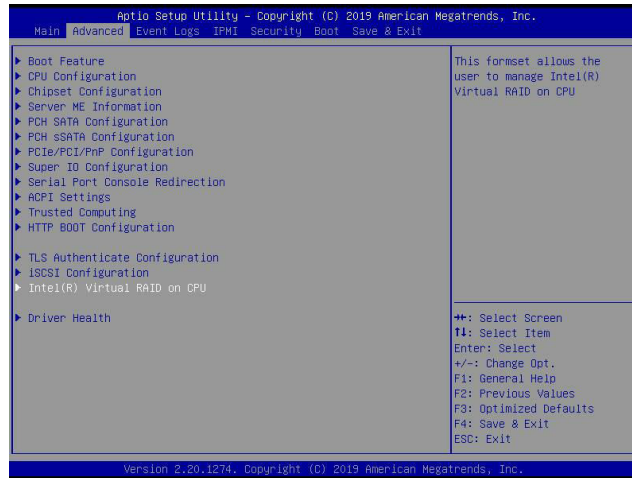 Aptio Setup Utility – Copyright (C) 2019 American Megatrends, Inc.
Main Advanced Event Logs IPMI Security Boot Save & Exit
Boot Feature
CPU Configuration
Chipset Configuration
Server ME Information
PCH SATA Configuration
PCH sSATA Configuration
PCIe/PCI/PnP Configuration
Super IO Configuration
Serial Port Console Redirection
ACPI Settings
Trusted Computing
HTTP BOOT Configuration
TLS Authenticate Configuration
iSCSI Configuration
Intel(R) Virtual RAID on CPU
Driver Health
This formset allows the
user to manage Intel(R)
Virtual RAID on CPU
→←: Select Screen
↑↓: Select Item
Enter: Select
+/-: Change Opt.
F1: General Help
F2: Previous Values
F3: Optimized Defaults
F4: Save & Exit
ESC: Exit
Version 2.20.1274. Copyright (C) 2019 American Megatrends, Inc.